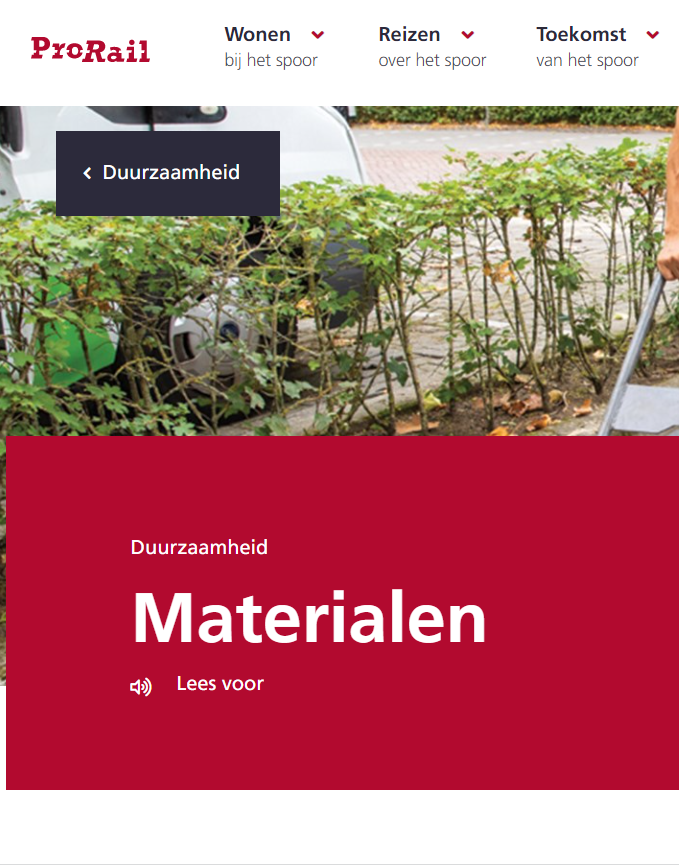 ProRail
Wonen
bij het spoor
Reizen
over het spoor
Toekomst
van het spoor
Duurzaamheid
Duurzaamheid
Materialen
Lees voor